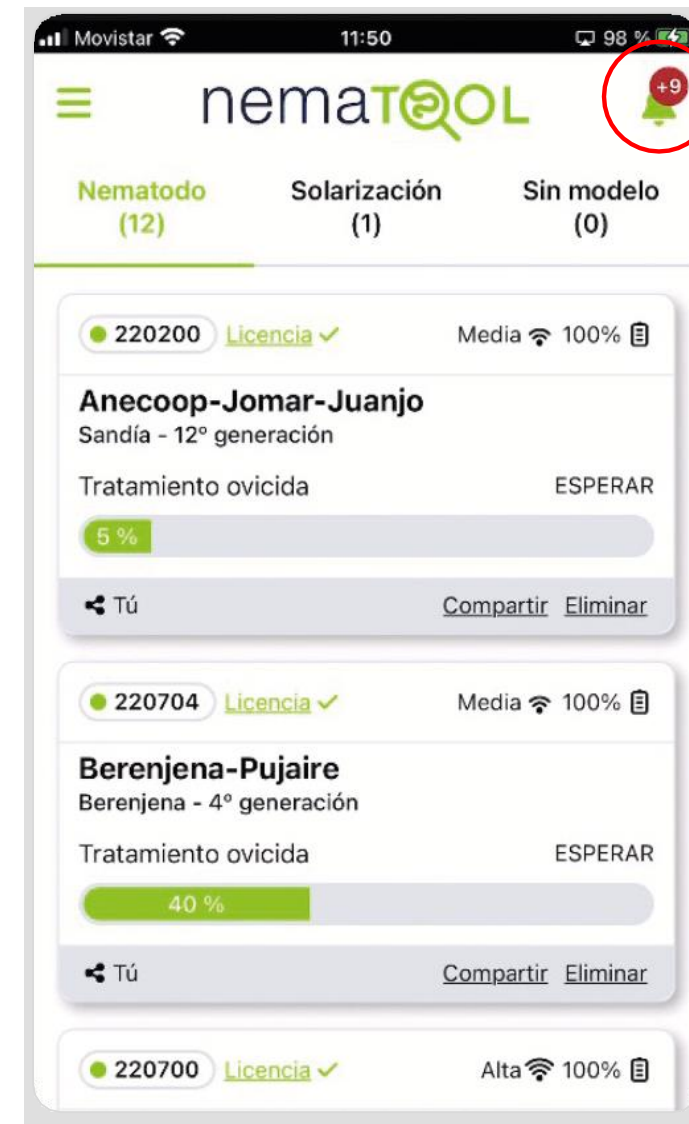 Movistar 11:50 98 %
nemaTOOL +9
Nematodo Solarización Sin modelo
(12) (1) (0)
220200 Licencia Media 100%
Anecoop-Jomar-Juanjo
Sandía - 12º generación
Tratamiento ovicida ESPERAR
5 %
Tú Compartir Eliminar
220704 Licencia Media 100%
Berenjena-Pujaire
Berenjena - 4º generación
Tratamiento ovicida ESPERAR
40 %
Tú Compartir Eliminar
220700 Licencia Alta 100%